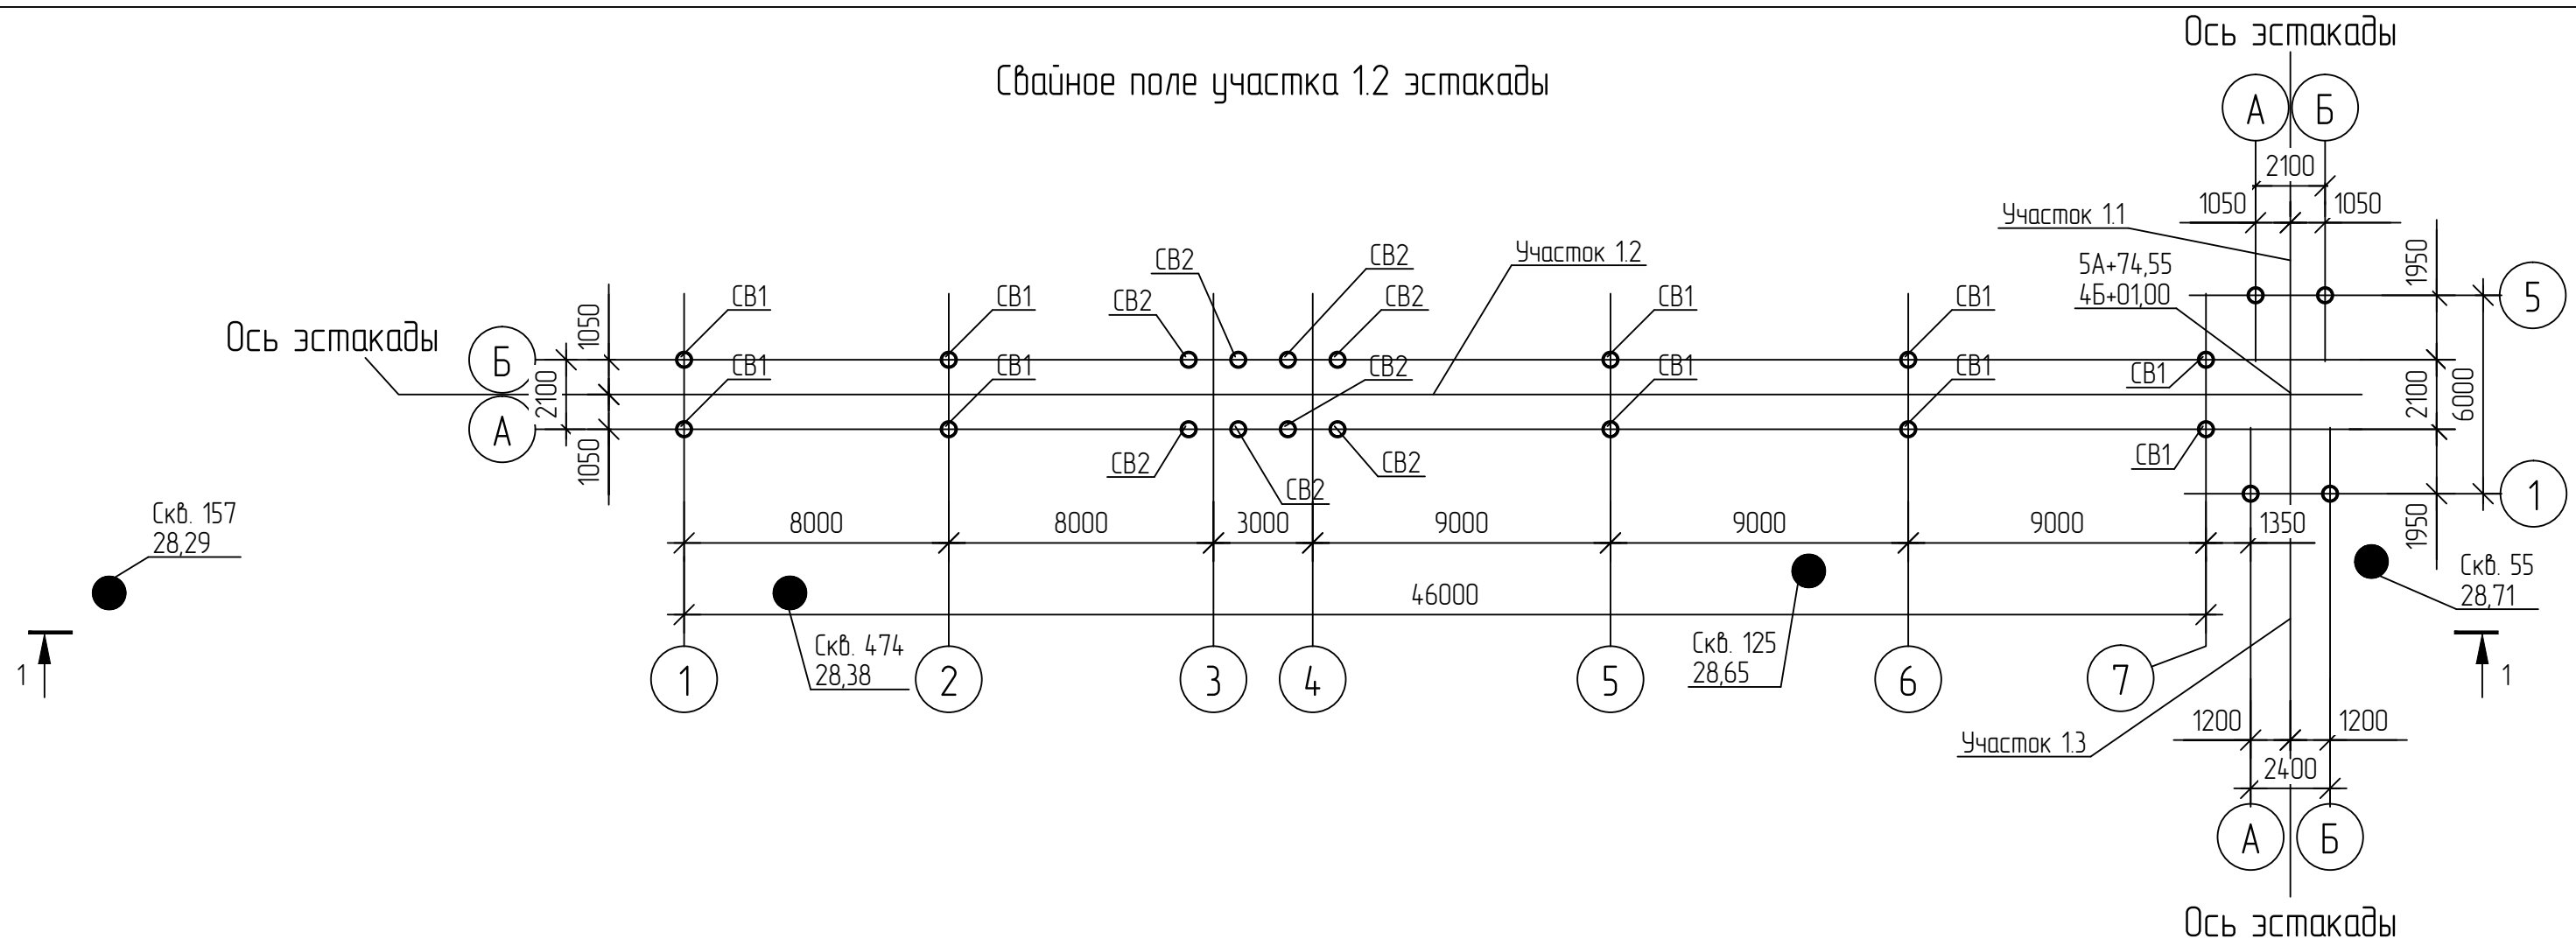 Ось эстакады
Свайное поле участка 1.2 эстакады
А
Б
2100
1050
1050
Участок 1.1
5А+74,55
4Б+01,00
1950
5
СВ2
СВ2
Участок 1.2
СВ1
СВ1
СВ2
СВ2
СВ1
СВ1
1050
Ось эстакады
Б
2100
А
1050
СВ1
СВ1
СВ2
СВ1
СВ1
СВ1
2100
6000
СВ2
СВ2
СВ2
СВ1
1
1950
Скв. 157
28,29
8000
8000
3000
9000
9000
9000
1350
46000
Скв. 55
28,71
Скв. 474
28,38
Скв. 125
28,65
1
1
1
2
3
4
5
6
7
1200
1200
Участок 1.3
2400
А
Б
Ось эстакады